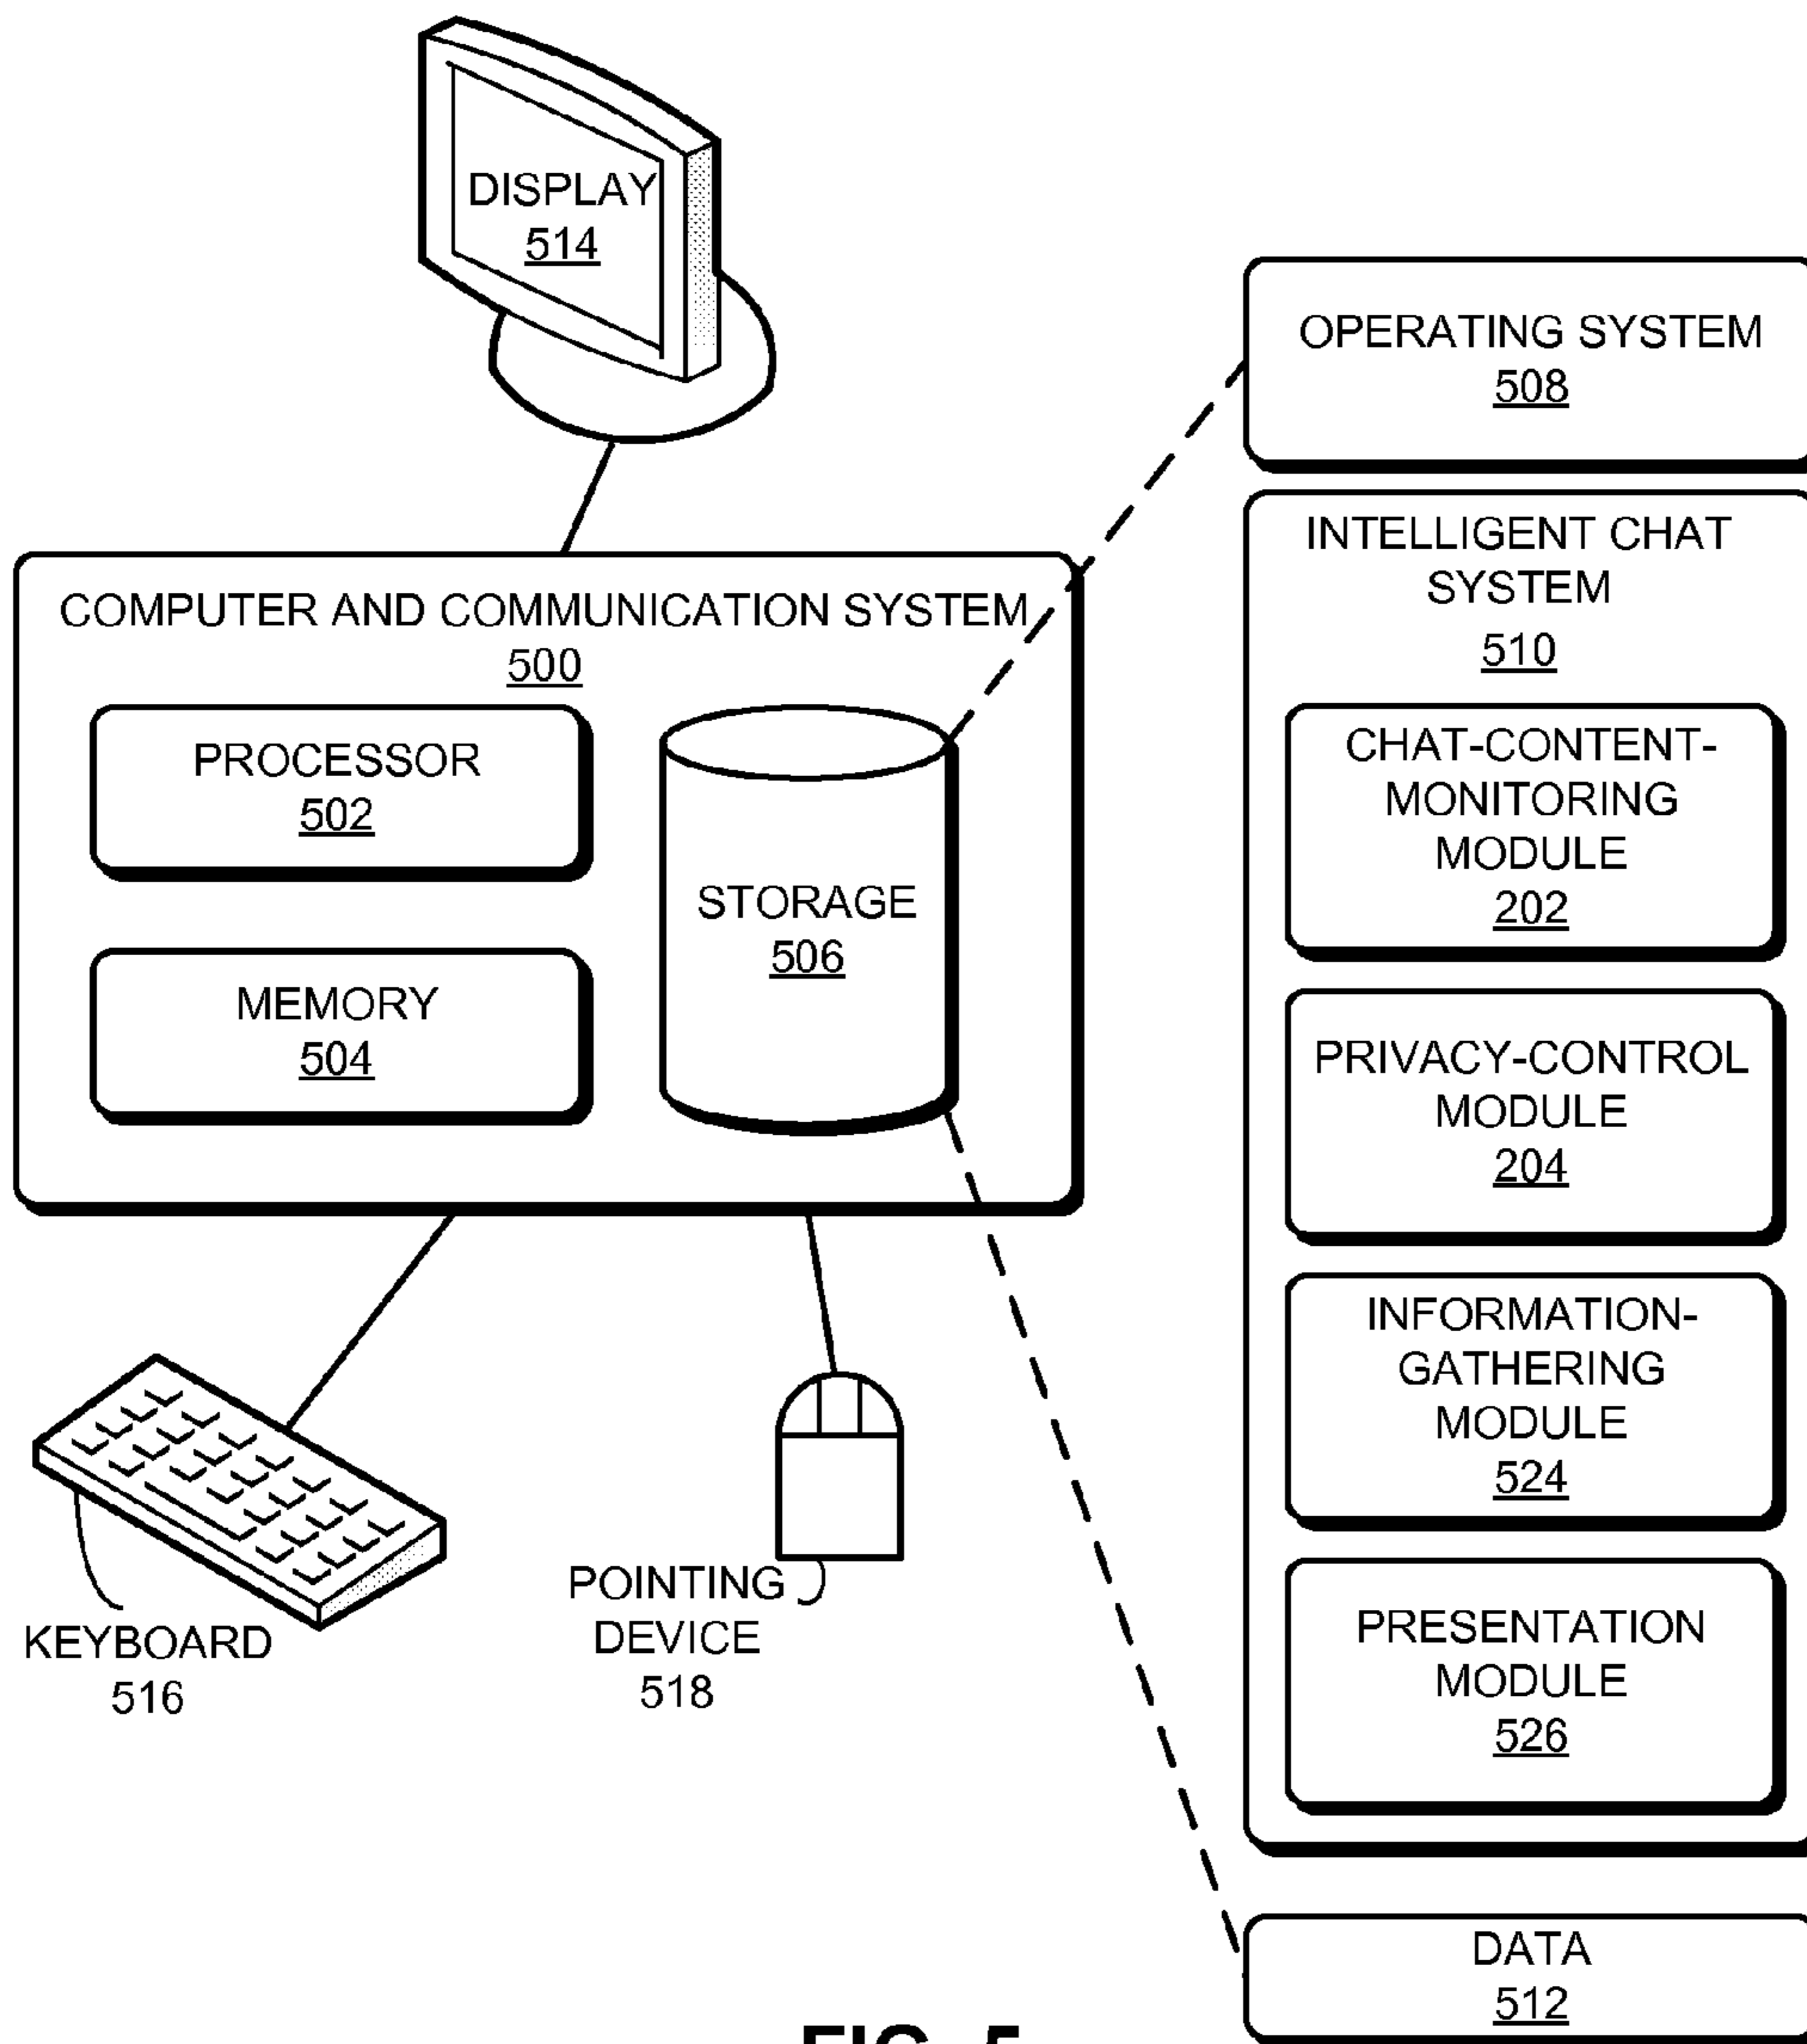 DISPLAY
514
COMPUTER AND COMMUNICATION SYSTEM
500
PROCESSOR
502
MEMORY
504
STORAGE
506
KEYBOARD
516
POINTING
DEVICE
518
OPERATING SYSTEM
508
INTELLIGENT CHAT
SYSTEM
510
CHAT-CONTENT-
MONITORING
MODULE
202
PRIVACY-CONTROL
MODULE
204
INFORMATION-
GATHERING
MODULE
524
PRESENTATION
MODULE
526
DATA
512
FIG. 5